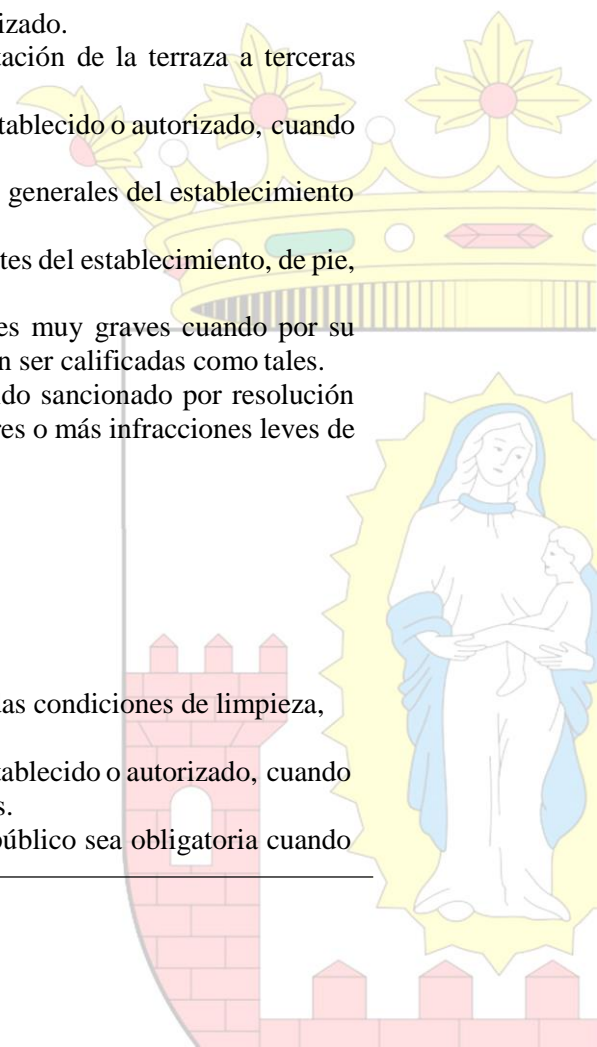 izado.
tación de la terraza a terceras
tablecido o autorizado, cuando
generales del establecimiento
tes del establecimiento, de pie,
es muy graves cuando por su
n ser calificadas como tales.
do sancionado por resolución
res o más infracciones leves de
das condiciones de limpieza,
tablecido o autorizado, cuando
s.
público sea obligatoria cuando